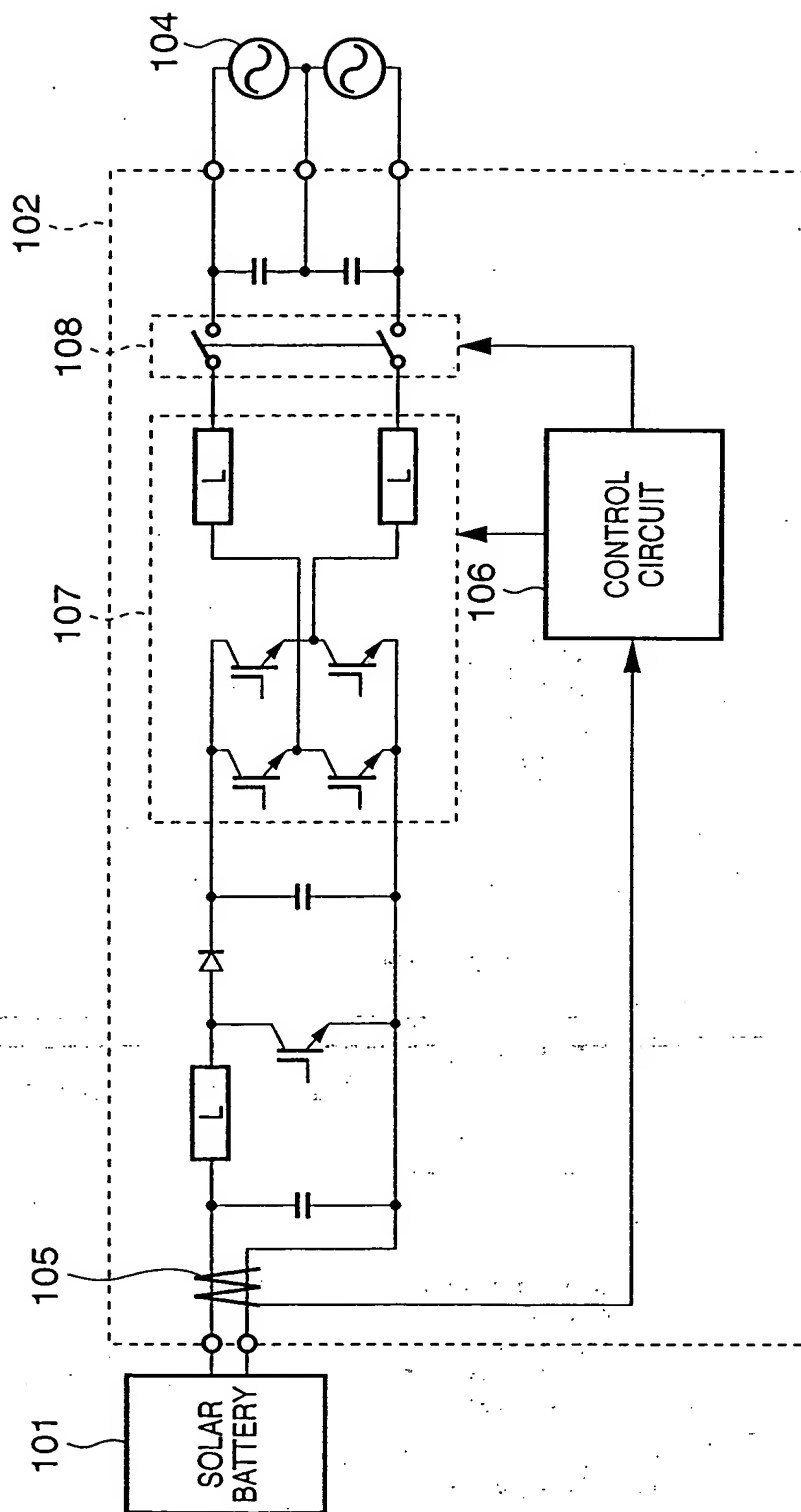 101
SOLAR
BATTERY
105
L
107
L
L
108
102
104
106
CONTROL
CIRCUIT